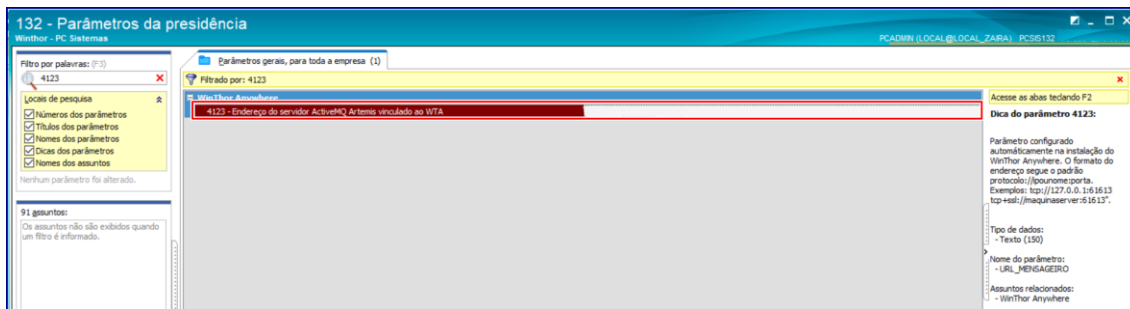 132 - Parâmetros da presidência
Winthor - PC Sistemas
PCADMIN (LOCAL@LOCAL_ZAIRA) PCSIS132
Filtro por palavras: (F3)
4123
Locais de pesquisa
Números dos parâmetros
Títulos dos parâmetros
Nomes dos parâmetros
Dicas dos parâmetros
Nomes dos assuntos
Nenhum parâmetro foi alterado.
91 assuntos:
Os assuntos não são exibidos quando
um filtro é informado.
Parâmetros gerais, para toda a empresa (1)
Filtrado por: 4123
WinThor Anywhere
4123 - Endereço do servidor ActiveMQ Artemis vinculado ao WTA
Acesse as abas teclando F2
Dica do parâmetro 4123:
Parâmetro configurado
automáticamente na instalação do
WinThor Anywhere. O formato do
endereço segue o padrão
protocolo://ipounome:porta.
Exemplos: tcp://127.0.0.1:61613
tcp+ssl://maquinaserver:61613".
Tipo de dados:
- Texto (150)
Nome do parâmetro:
- URL_MENSAGEIRO
Assuntos relacionados:
- WinThor Anywhere